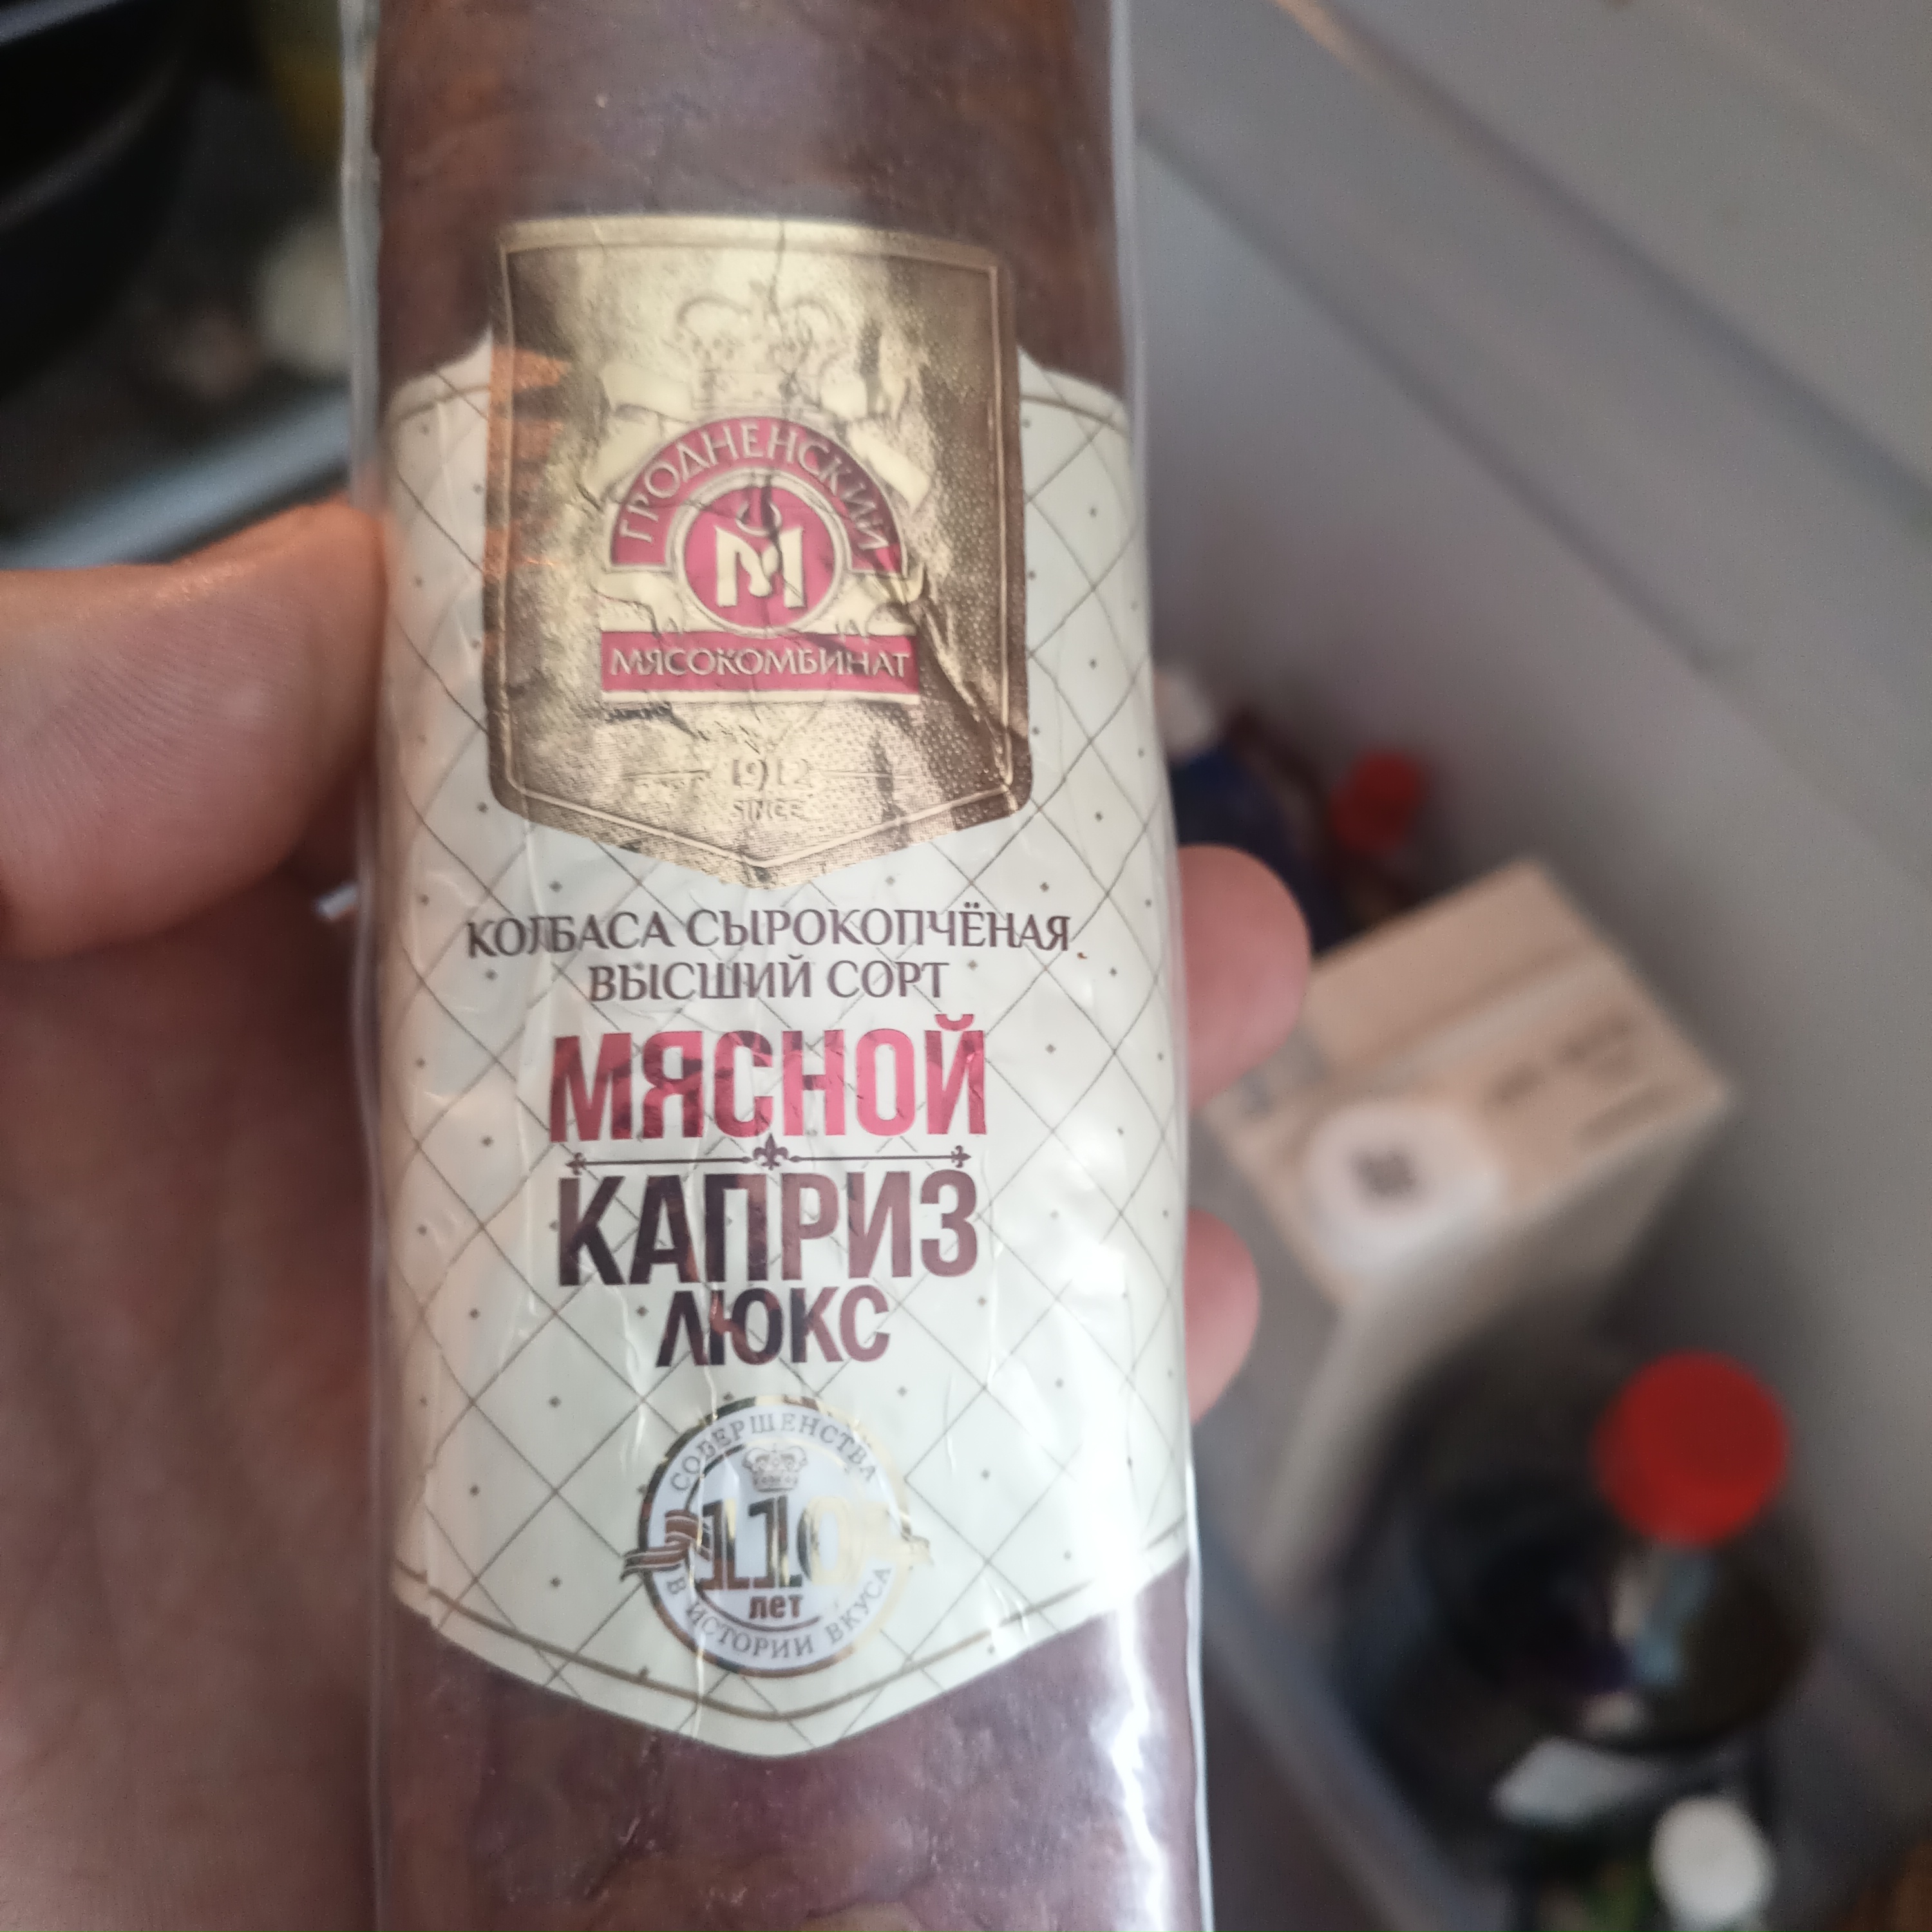 ГРОДНЕНСКИЙ
М
МЯСОКОМБИНАТ
1912
SINCE
КОЛБАСА СЫРОКОПЧЁНАЯ
ВЫСШИЙ СОРТ
МЯСНОЙ
КАПРИЗ
ЛЮКС
СОВЕРШЕНСТВА
110
лет
В ИСТОРИИ ВКУСА